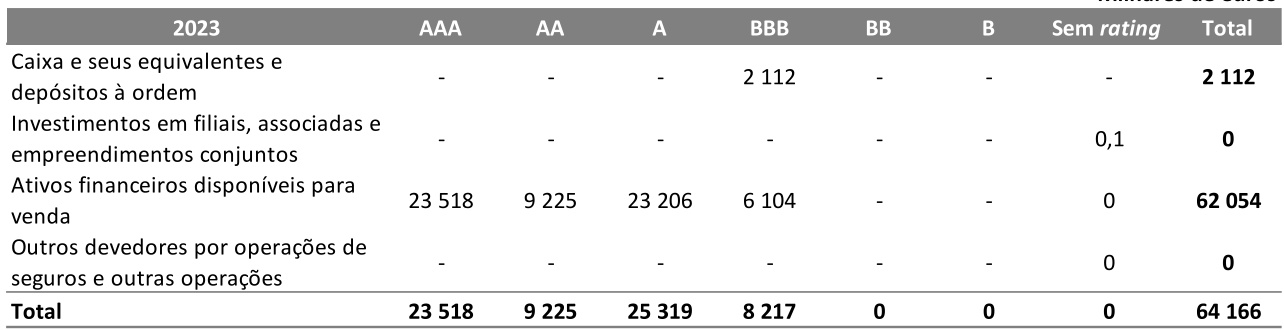 milhares de euros
2023 AAA AA A BBB BB B Sem rating Total
Caixa e seus equivalentes e
depósitos à ordem - - - 2 112 - - - 2 112
Investimentos em filiais, associadas e
empreendimentos conjuntos - - - - - - 0,1 0
Ativos financeiros disponíveis para
venda 23 518 9 225 23 206 6 104 - - 0 62 054
Outros devedores por operações de
seguros e outras operações - - - - - - 0 0
Total 23 518 9 225 25 319 8 217 0 0 0 64 166